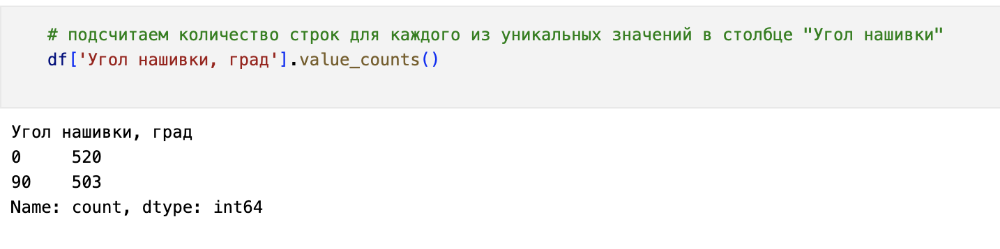 # подсчитаем количество строк для каждого из уникальных значений в столбце "Угол нашивки"
df['Угол нашивки, град'].value_counts()
Угол нашивки, град
0     520
90    503
Name: count, dtype: int64